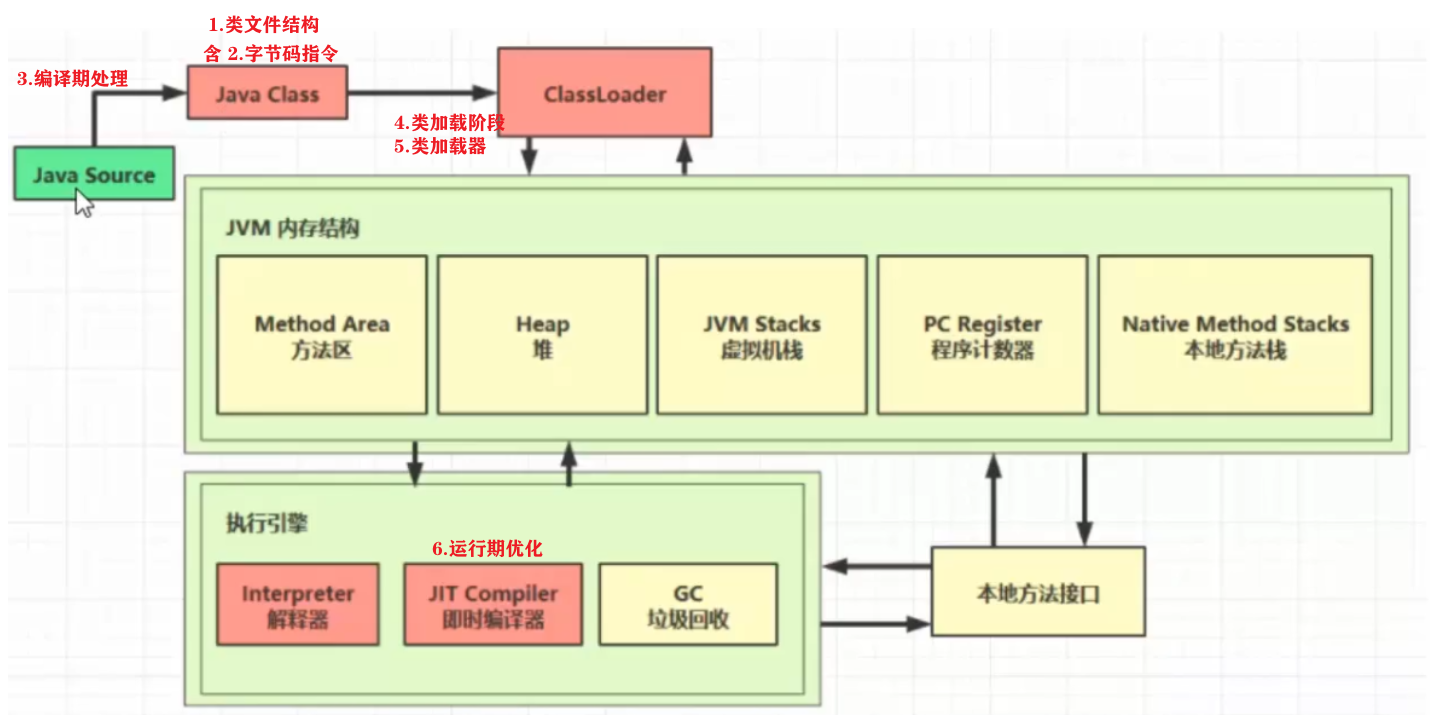 1.类文件结构
含 2.字节码指令
3.编译期处理
Java Class
ClassLoader
4.类加载阶段
5.类加载器
Java Source
JVM 内存结构
Method Area
方法区
Heap
堆
JVM Stacks
虚拟机栈
PC Register
程序计数器
Native Method Stacks
本地方法栈
执行引擎
6.运行期优化
Interpreter
解释器
JIT Compiler
即时编译器
GC
垃圾回收
本地方法接口